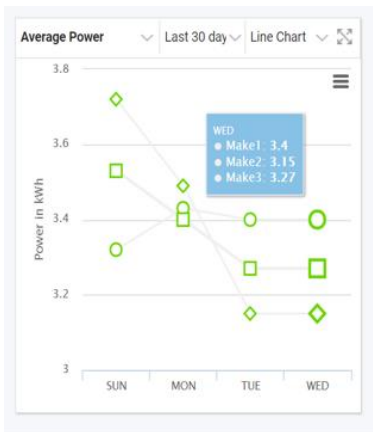 Average Power Last 30 day Line Chart
3.8
3.6
3.4
3.2
3
Power in kWh
WED
Make1: 3.4
Make2: 3.15
Make3: 3.27
SUN MON TUE WED